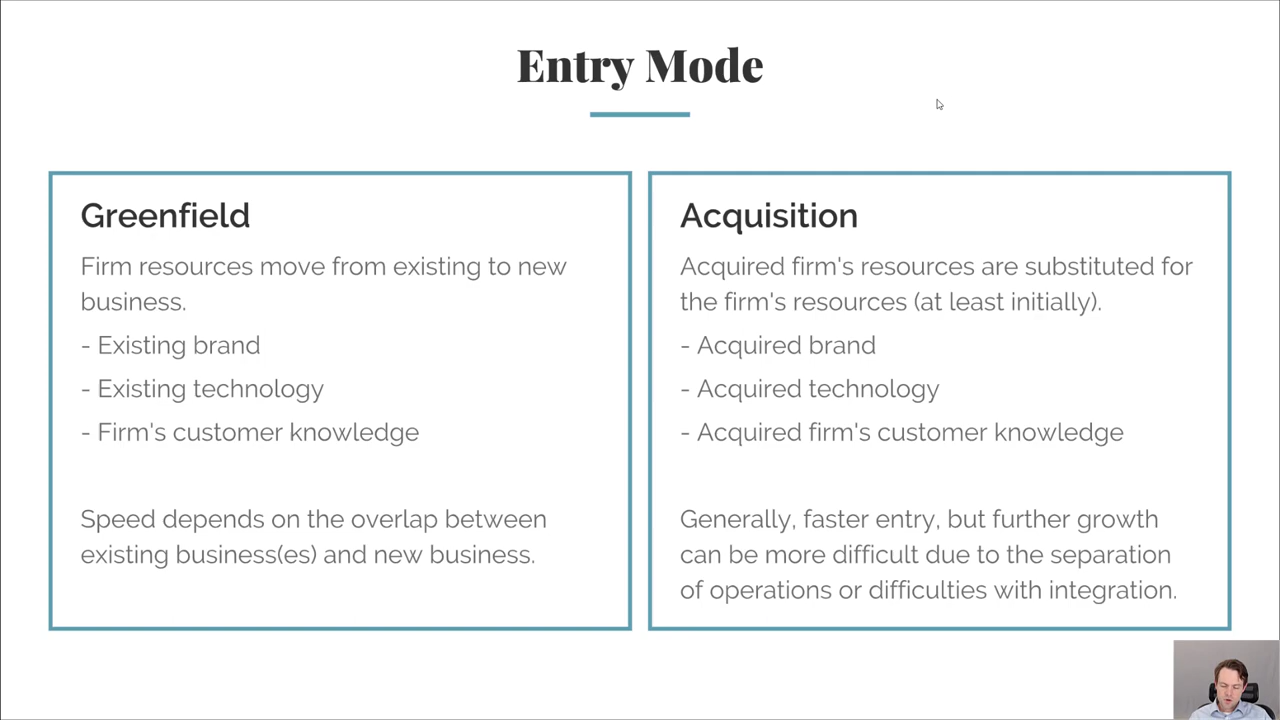 Entry Mode
Greenfield
Firm resources move from existing to new
business.
- Existing brand
- Existing technology
- Firm's customer knowledge
Speed depends on the overlap between
existing business(es) and new business.
Acquisition
Acquired firm's resources are substituted for
the firm's resources (at least initially).
- Acquired brand
- Acquired technology
- Acquired firm's customer knowledge
Generally, faster entry, but further growth
can be more difficult due to the separation
of operations or difficulties with integration.